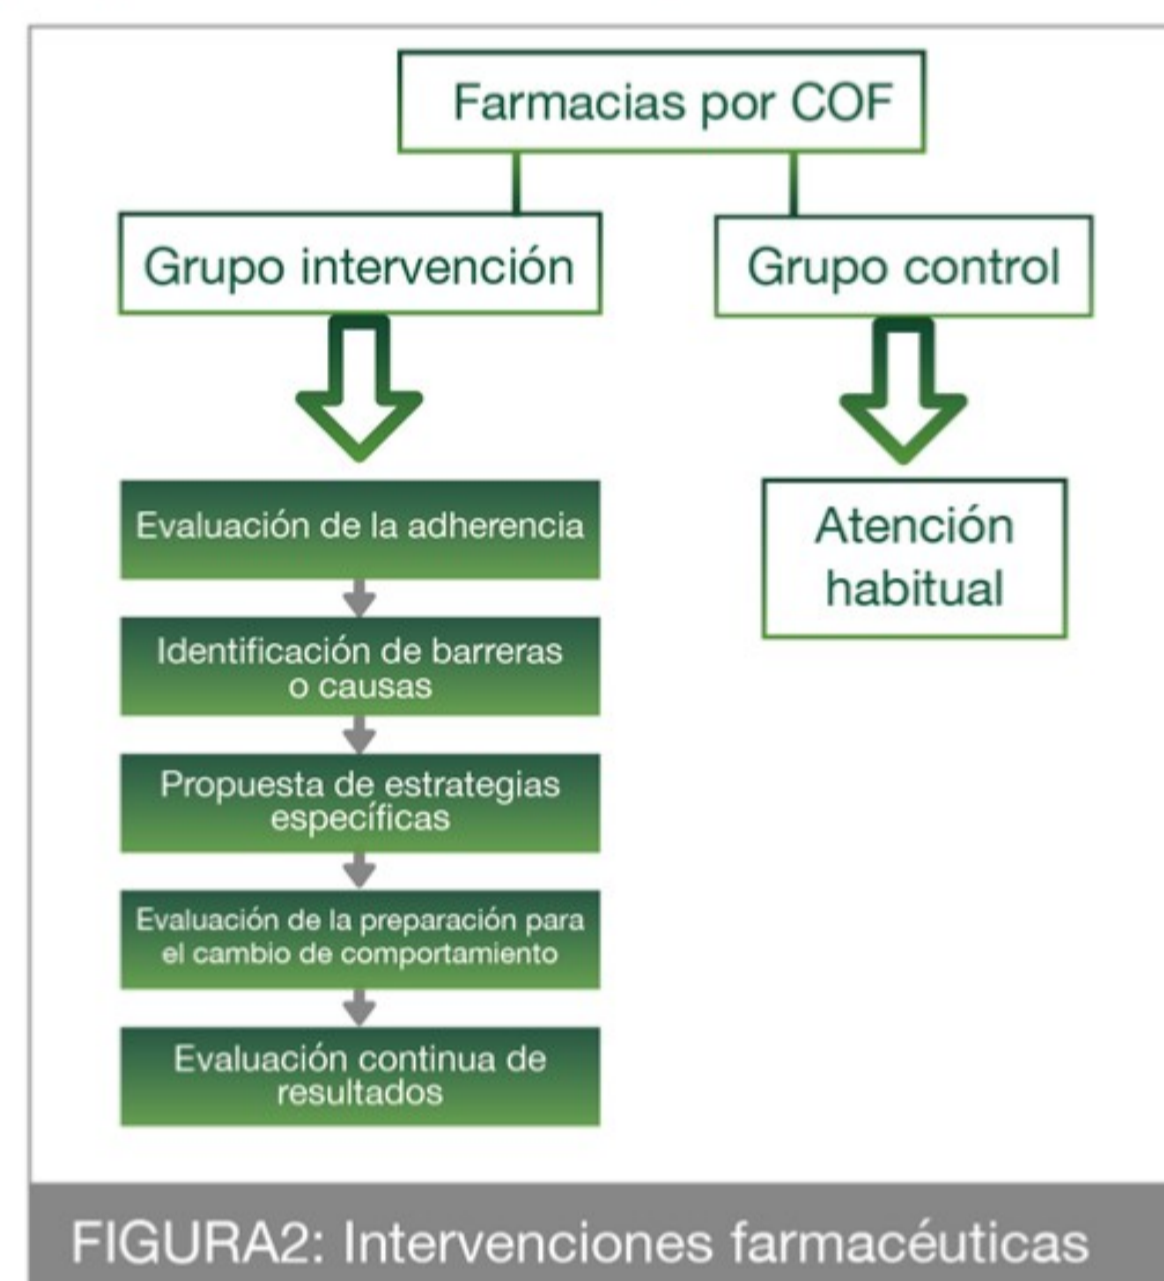 Farmacias por COF
Grupo intervención
Grupo control
Evaluación de la adherencia
Identificación de barreras
o causas
Propuesta de estrategias
específicas
Evaluación de la preparación para
el cambio de comportamiento
Evaluación continua de
resultados
Atención
habitual
FIGURA2: Intervenciones farmacéuticas